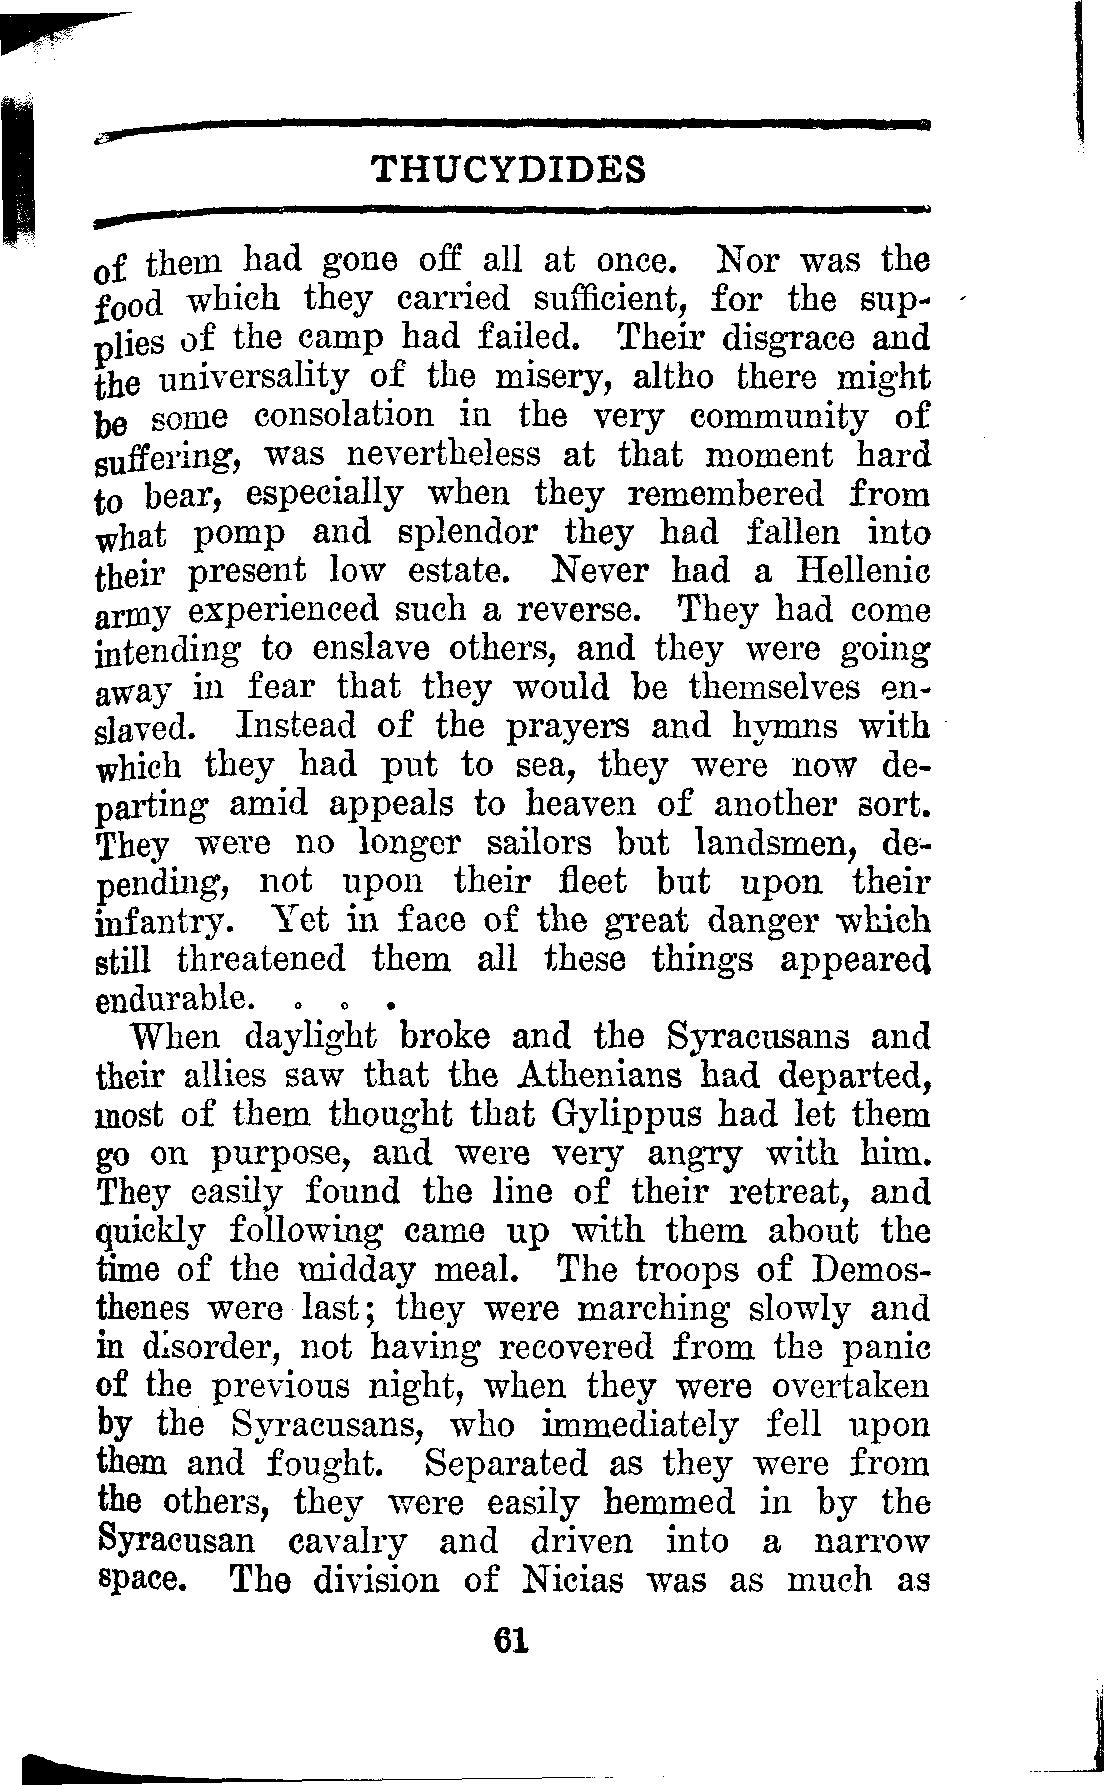 THUCYDIDES
of them had gone off all at once. Nor was the
food which they carried sufficient, for the sup-
plies of the camp had failed. Their disgrace and
the universality of the misery, altho there might
be some consolation in the very community of
suffering, was nevertheless at that moment hard
to bear, especially when they remembered from
what pomp and splendor they had fallen into
their present low estate. Never had a Hellenic
army experienced such a reverse. They had come
intending to enslave others, and they were going
away in fear that they would be themselves en-
slaved. Instead of the prayers and hymns with
which they had put to sea, they were now de-
parting amid appeals to heaven of another sort.
They were no longer sailors but landsmen, de-
pending, not upon their fleet but upon their
infantry. Yet in face of the great danger which
still threatened them all these things appeared
endurable. . . .
When daylight broke and the Syracusans and
their allies saw that the Athenians had departed,
most of them thought that Gylippus had let them
go on purpose, and were very angry with him.
They easily found the line of their retreat, and
quickly following came up with them about the
time of the midday meal. The troops of Demos-
thenes were last; they were marching slowly and
in disorder, not having recovered from the panic
of the previous night, when they were overtaken
by the Syracusans, who immediately fell upon
them and fought. Separated as they were from
the others, they were easily hemmed in by the
Syracusan cavalry and driven into a narrow
space. The division of Nicias was as much as
61